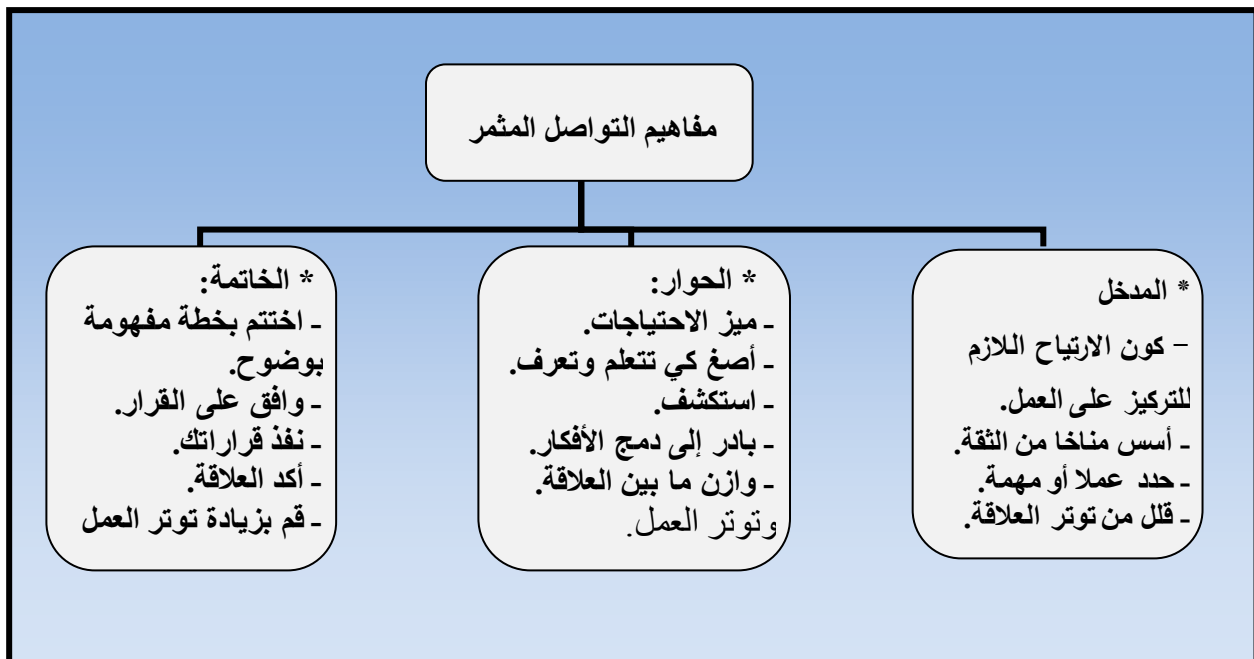 مفاهيم التواصل المثمر
* المدخل
– كون الارتياح اللازم
للتركيز على العمل.
- أسس مناخا من الثقة.
- حدد عملا أو مهمة.
- قلل من توتر العلاقة.
* الحوار:
- ميز الاحتياجات.
- أصغ كي تتعلم وتعرف.
- استكشف.
- بادر إلى دمج الأفكار.
- وازن ما بين العلاقة.
وتوتر العمل.
* الخاتمة:
- اختتم بخطة مفهومة
بوضوح.
- وافق على القرار.
- نفذ قراراتك.
- أكد العلاقة.
- قم بزيادة توتر العمل